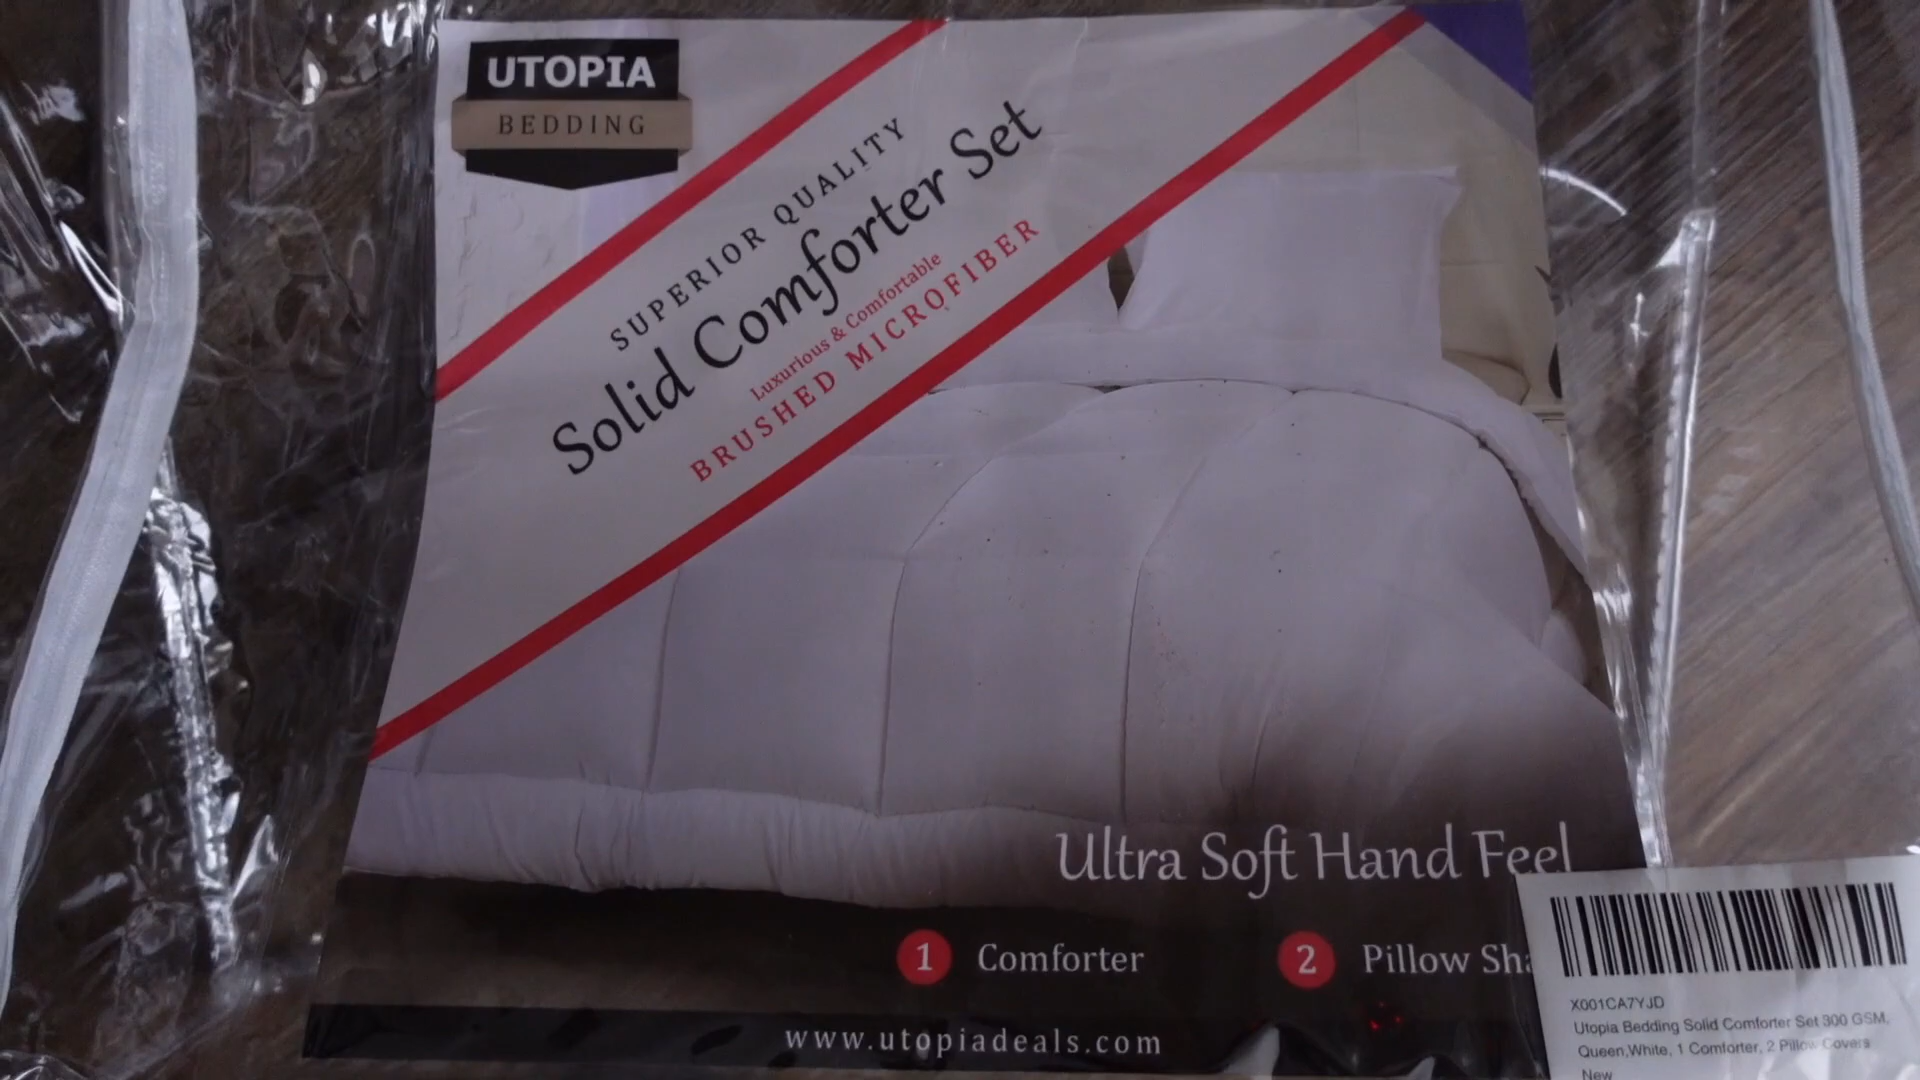 UTOPIA
BEDDING
SUPERIOR QUALITY
Solid Comforter Set
Luxurious & Comfortable
BRUSHED MICROFIBER
Ultra Soft Hand Feel
1 Comforter
2 Pillow Sha
www.utopiadeals.com
X001CA7YJD
Utopia Bedding Solid Comforter Set 300 GSM,
Queen,White, 1 Comforter, 2 Pillow Covers
New